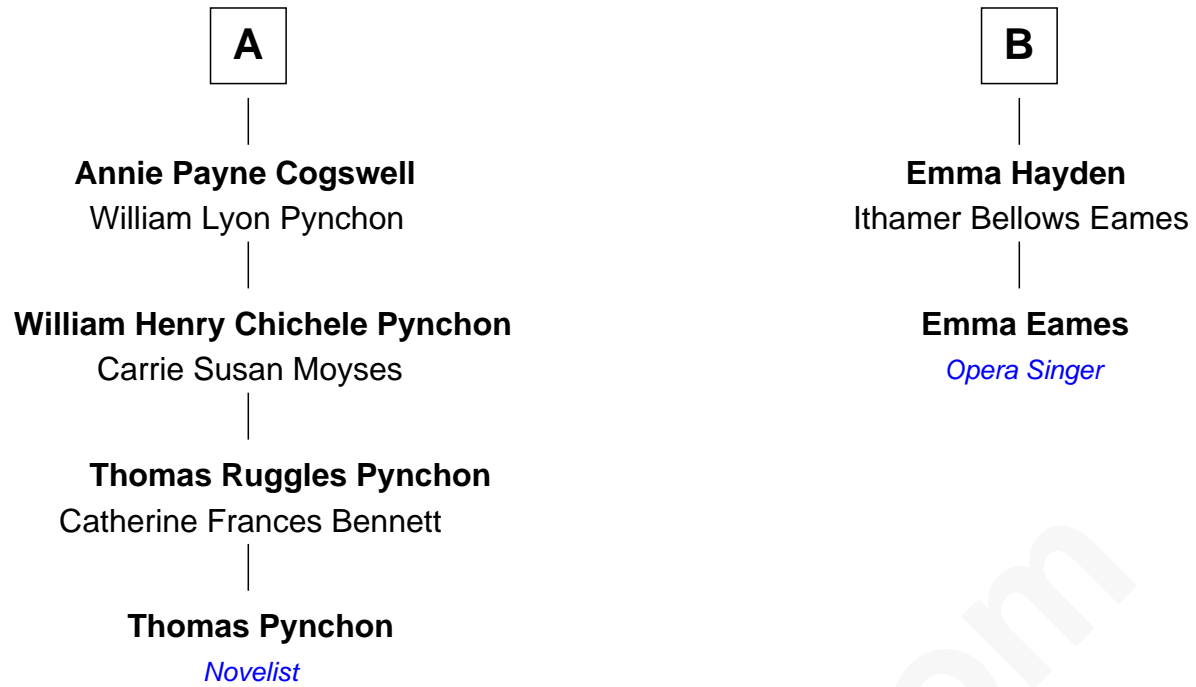 A
Annie Payne Cogswell
William Lyon Pynchon
William Henry Chichele Pynchon
Carrie Susan Moyses
Thomas Ruggles Pynchon
Catherine Frances Bennett
Thomas Pynchon
Novelist
B
Emma Hayden
Ithamer Bellows Eames
Emma Eames
Opera Singer
om